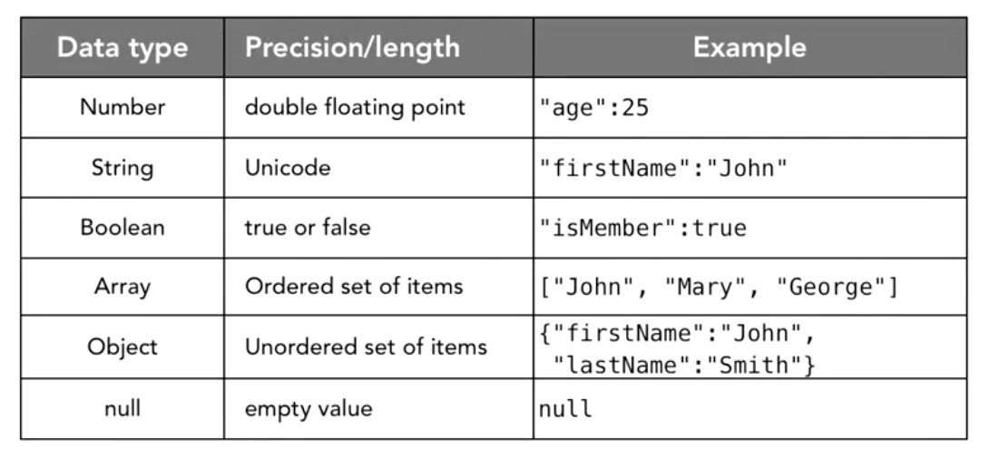 Data type Precision/length Example
Number double floating point "age":25
String Unicode "firstName":"John"
Boolean true or false "isMember":true
Array Ordered set of items ["John", "Mary", "George"]
Object Unordered set of items {"firstName":"John",
"lastName":"Smith"}
null empty value null